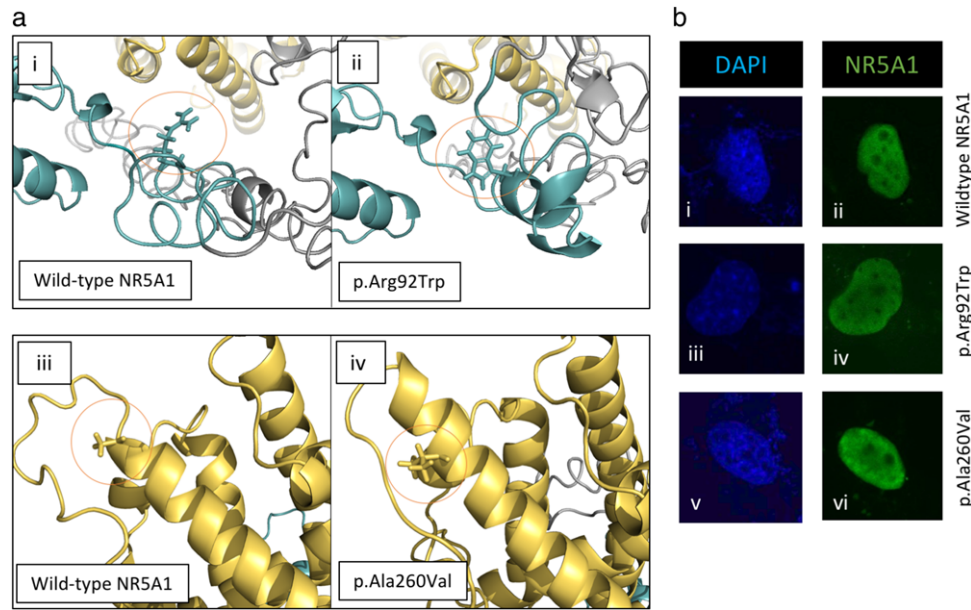 a
i
ii
Wild-type NR5A1
p.Arg92Trp
iii
iv
Wild-type NR5A1
p.Ala260Val
b
DAPI
NR5A1
i
ii
Wildtype NR5A1
iii
iv
p.Arg92Trp
v
vi
p.Ala260Val